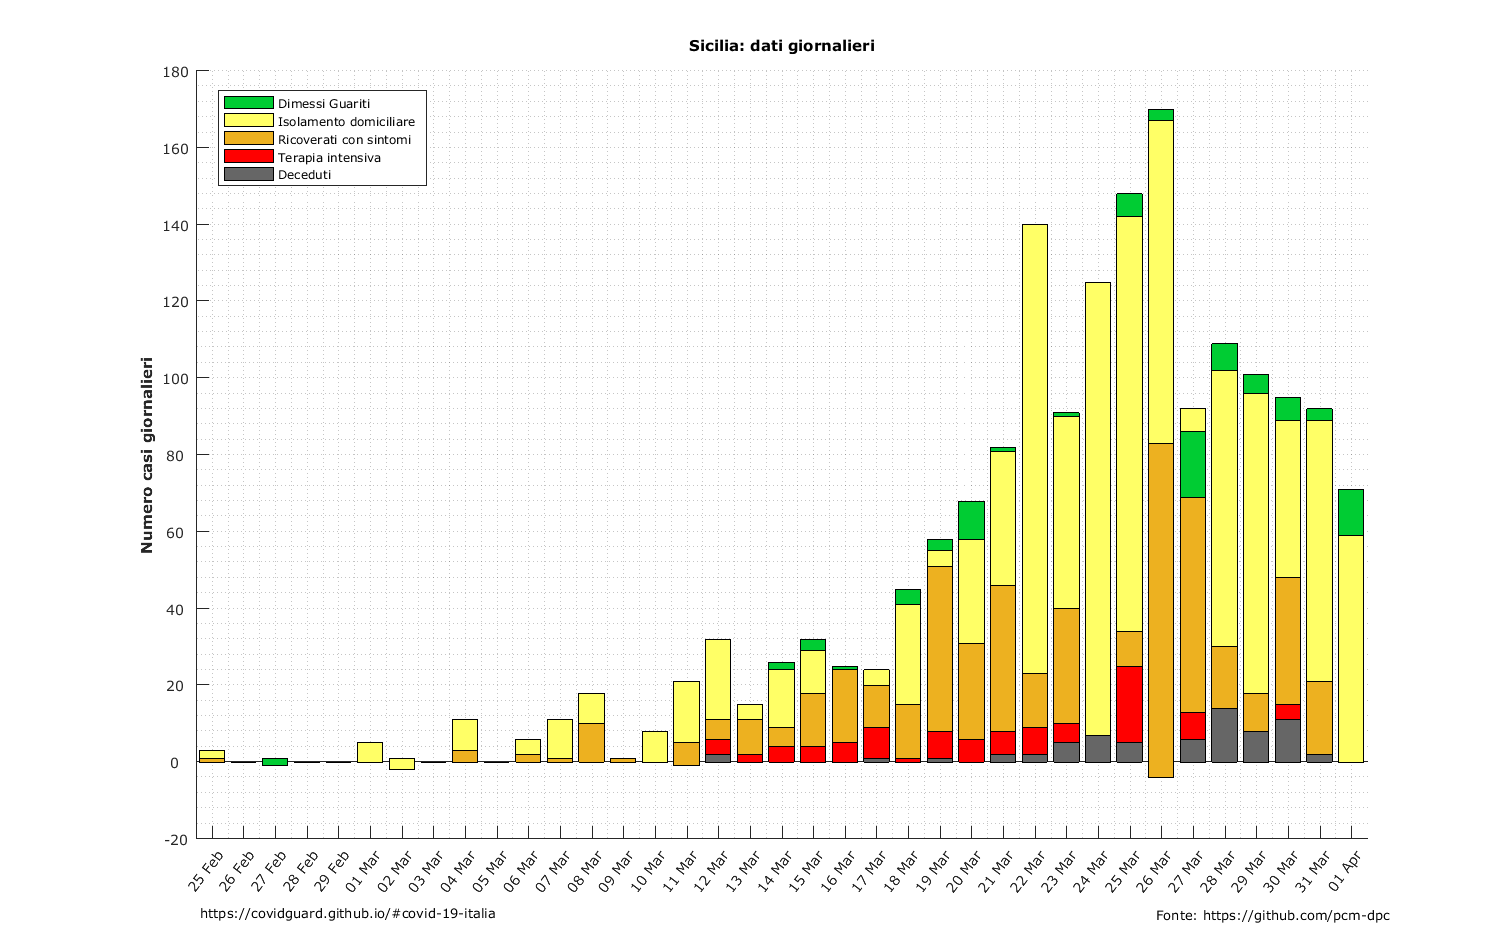 Sicilia: dati giornalieri
180
160
140
120
100
80
60
40
20
0
-20
Numero casi giornalieri
Dimessi Guariti
Isolamento domiciliare
Ricoverati con sintomi
Terapia intensiva
Deceduti
25 Feb
26 Feb
27 Feb
28 Feb
29 Feb
01 Mar
02 Mar
03 Mar
04 Mar
05 Mar
06 Mar
07 Mar
08 Mar
09 Mar
10 Mar
11 Mar
12 Mar
13 Mar
14 Mar
15 Mar
16 Mar
17 Mar
18 Mar
19 Mar
20 Mar
21 Mar
22 Mar
23 Mar
24 Mar
25 Mar
26 Mar
27 Mar
28 Mar
29 Mar
30 Mar
31 Mar
01 Apr
https://covidguard.github.io/#covid-19-italia
Fonte: https://github.com/pcm-dpc